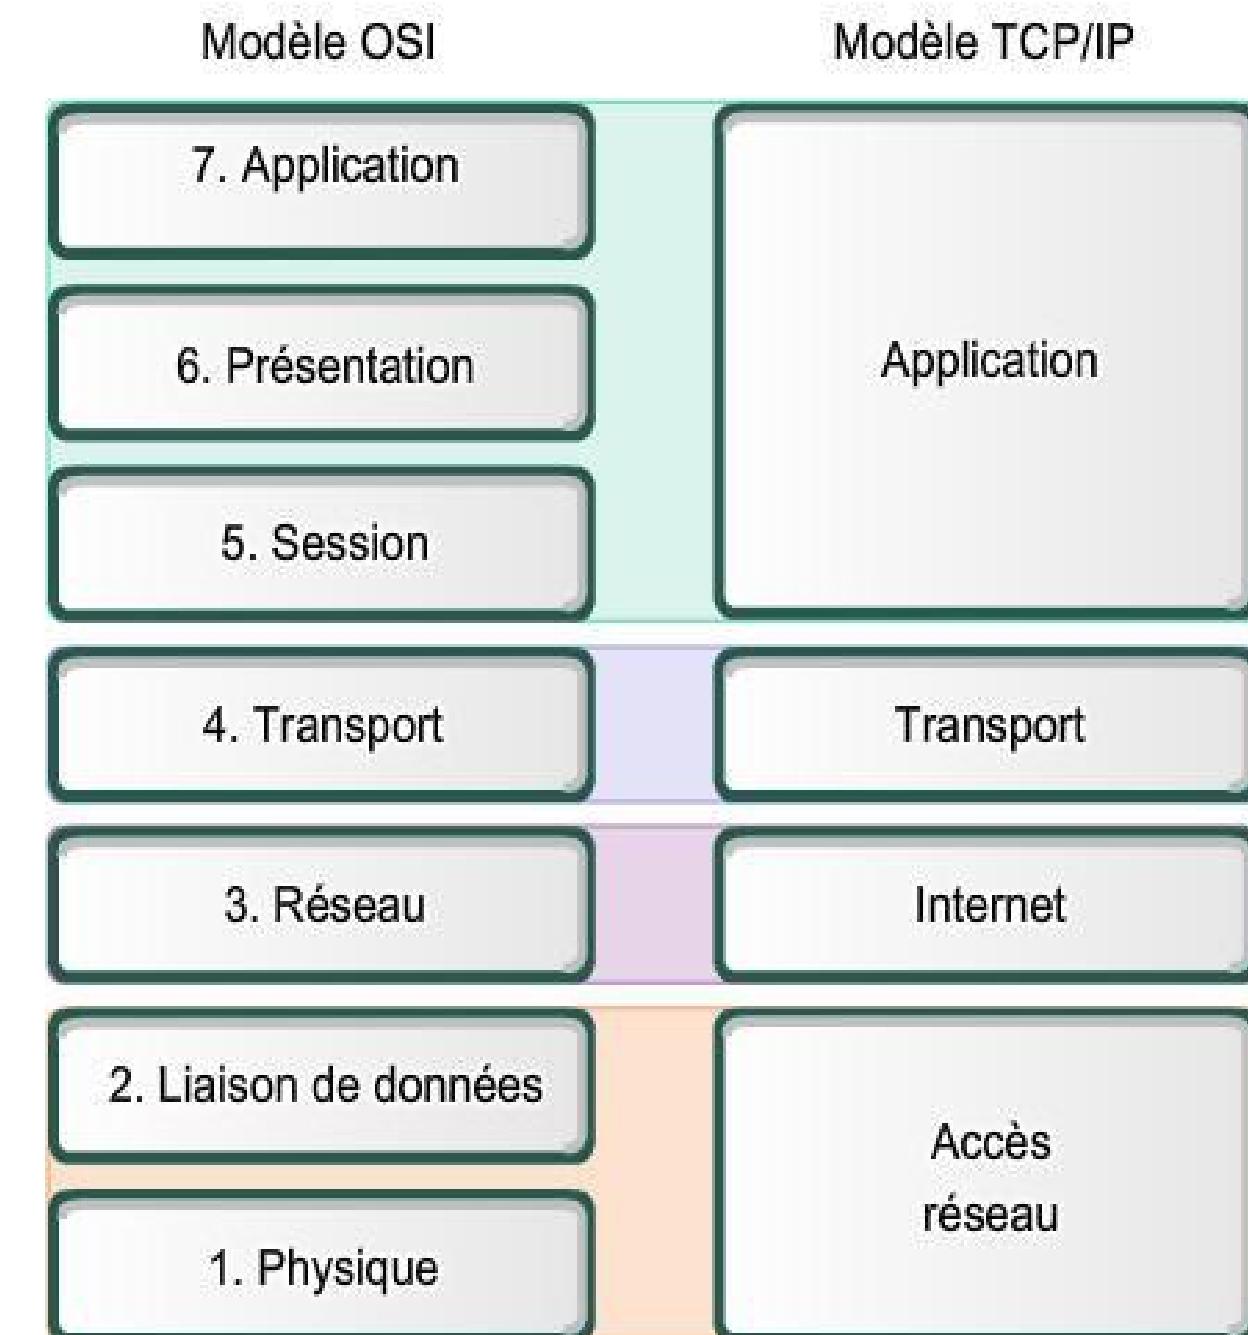 Modèle OSI
Modèle TCP/IP
7. Application
6. Présentation
5. Session
Application
4. Transport
Transport
3. Réseau
Internet
2. Liaison de données
1. Physique
Accès
réseau